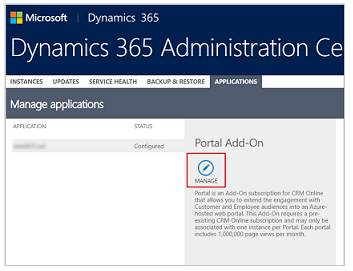 Microsoft Dynamics 365
Dynamics 365 Administration Ce
INSTANCES UPDATES SERVICE HEALTH BACKUP & RESTORE APPLICATIONS
Manage applications
APPLICATION STATUS
Configured
Portal Add-On
MANAGE
Portal is an Add-On subscription for CRM Online
that allows you to extend the engagement with
Customer and Employee audiences into an Azure-
hosted web portal. This Add-On requires a pre-
existing CRM Online subscription and may only be
associated with one instance per Portal. Each portal
includes 1,000,000 page views per month.